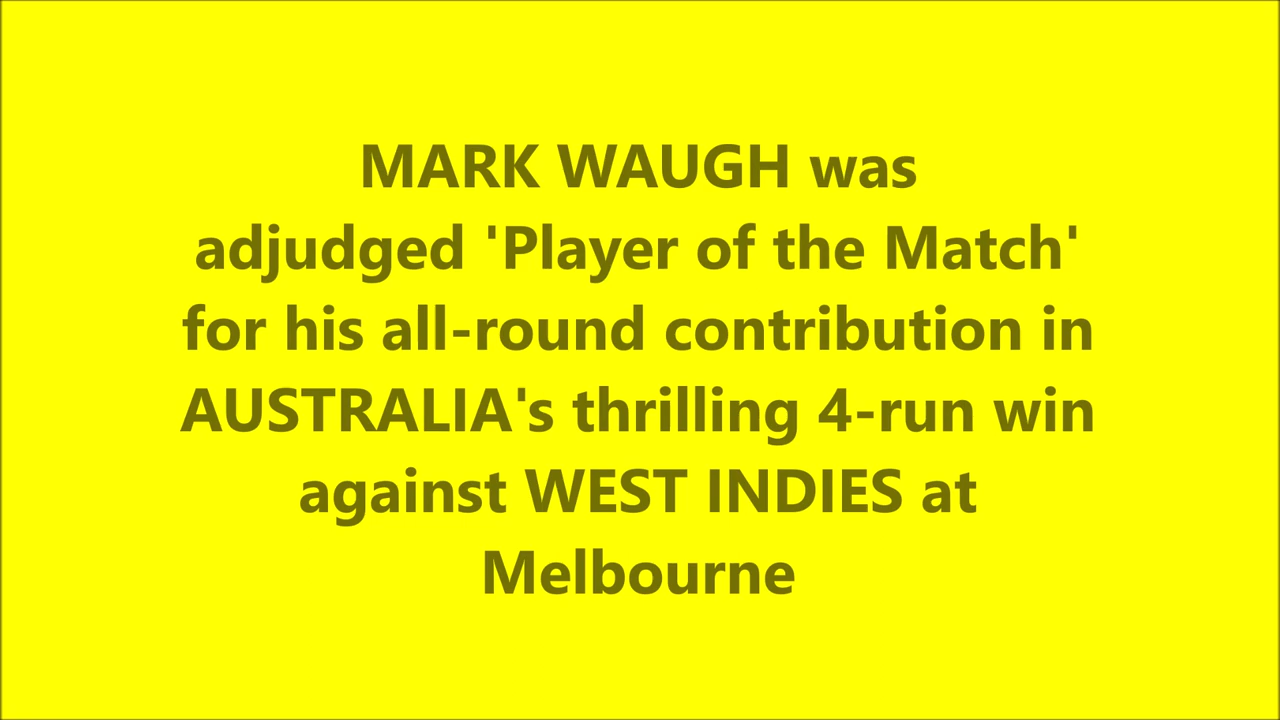 MARK WAUGH was
adjudged 'Player of the Match'
for his all-round contribution in
AUSTRALIA's thrilling 4-run win
against WEST INDIES at
Melbourne